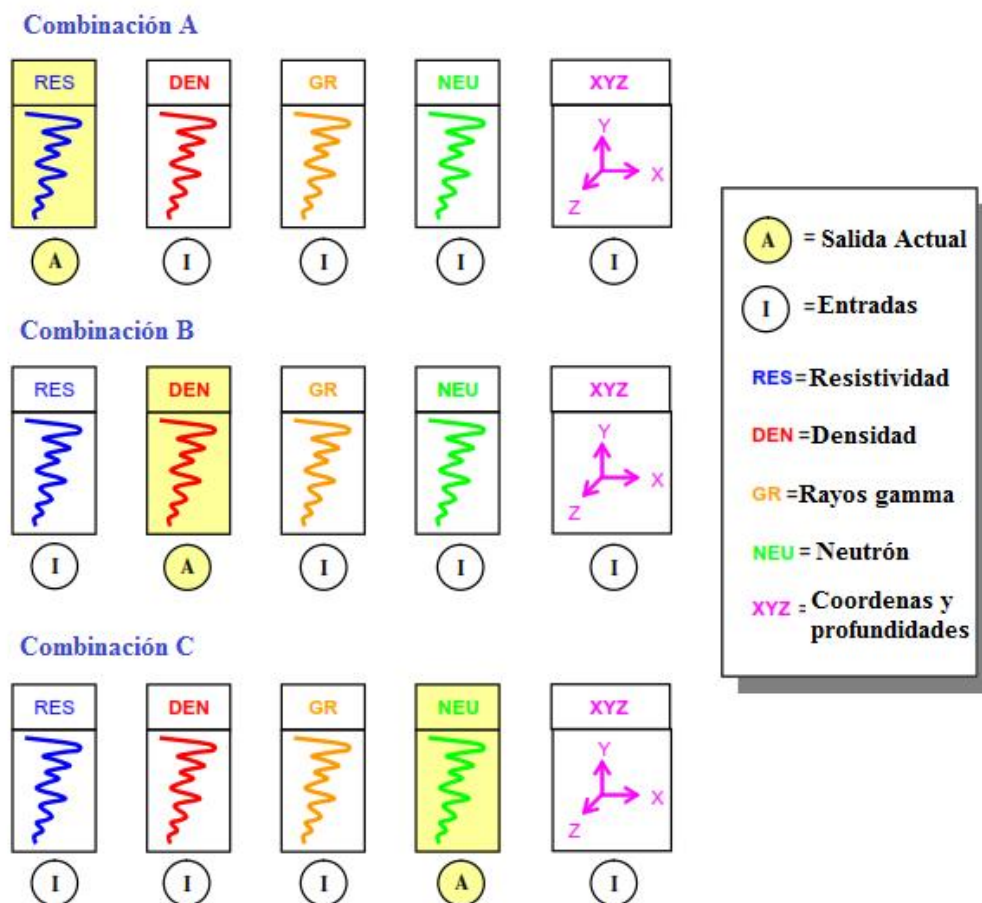 Combinación A
RES DEN GR NEU XYZ
Y
X
Z
A I I I I
Combinación B
RES DEN GR NEU XYZ
Y
X
Z
I A I I I
Combinación C
RES DEN GR NEU XYZ
Y
X
Z
I I I A I
A = Salida Actual
I =Entradas
RES=Resistividad
DEN =Densidad
GR =Rayos gamma
NEU = Neutrón
XYZ = Coordenas y
profundidades